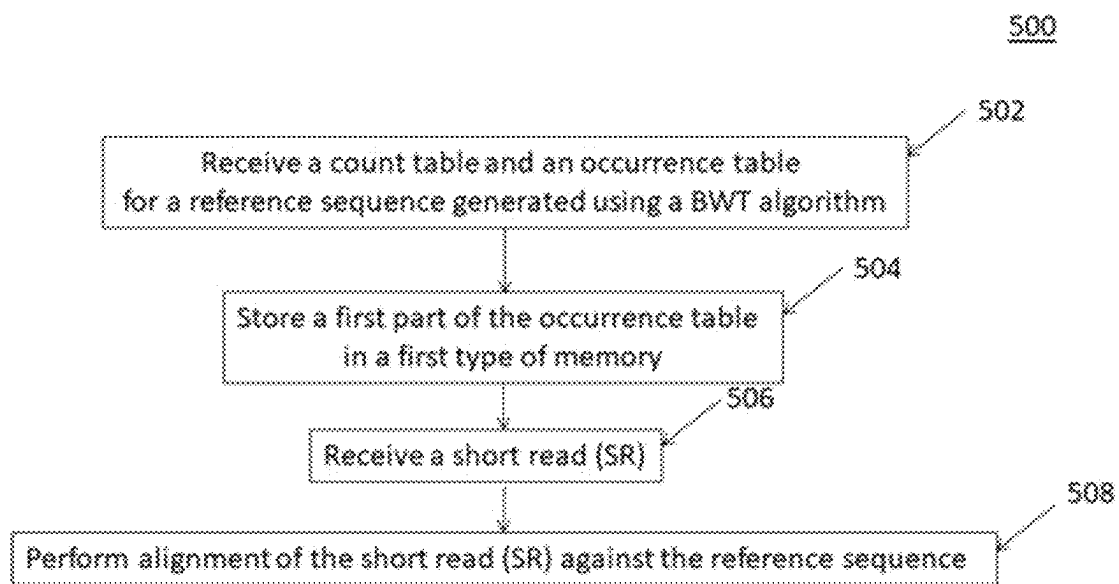 500
502
Receive a count table and an occurrence table
for a reference sequence generated using a BWT algorithm
504
Store a first part of the occurrence table
in a first type of memory
506
Receive a short read (SR)
508
Perform alignment of the short read (SR) against the reference sequence